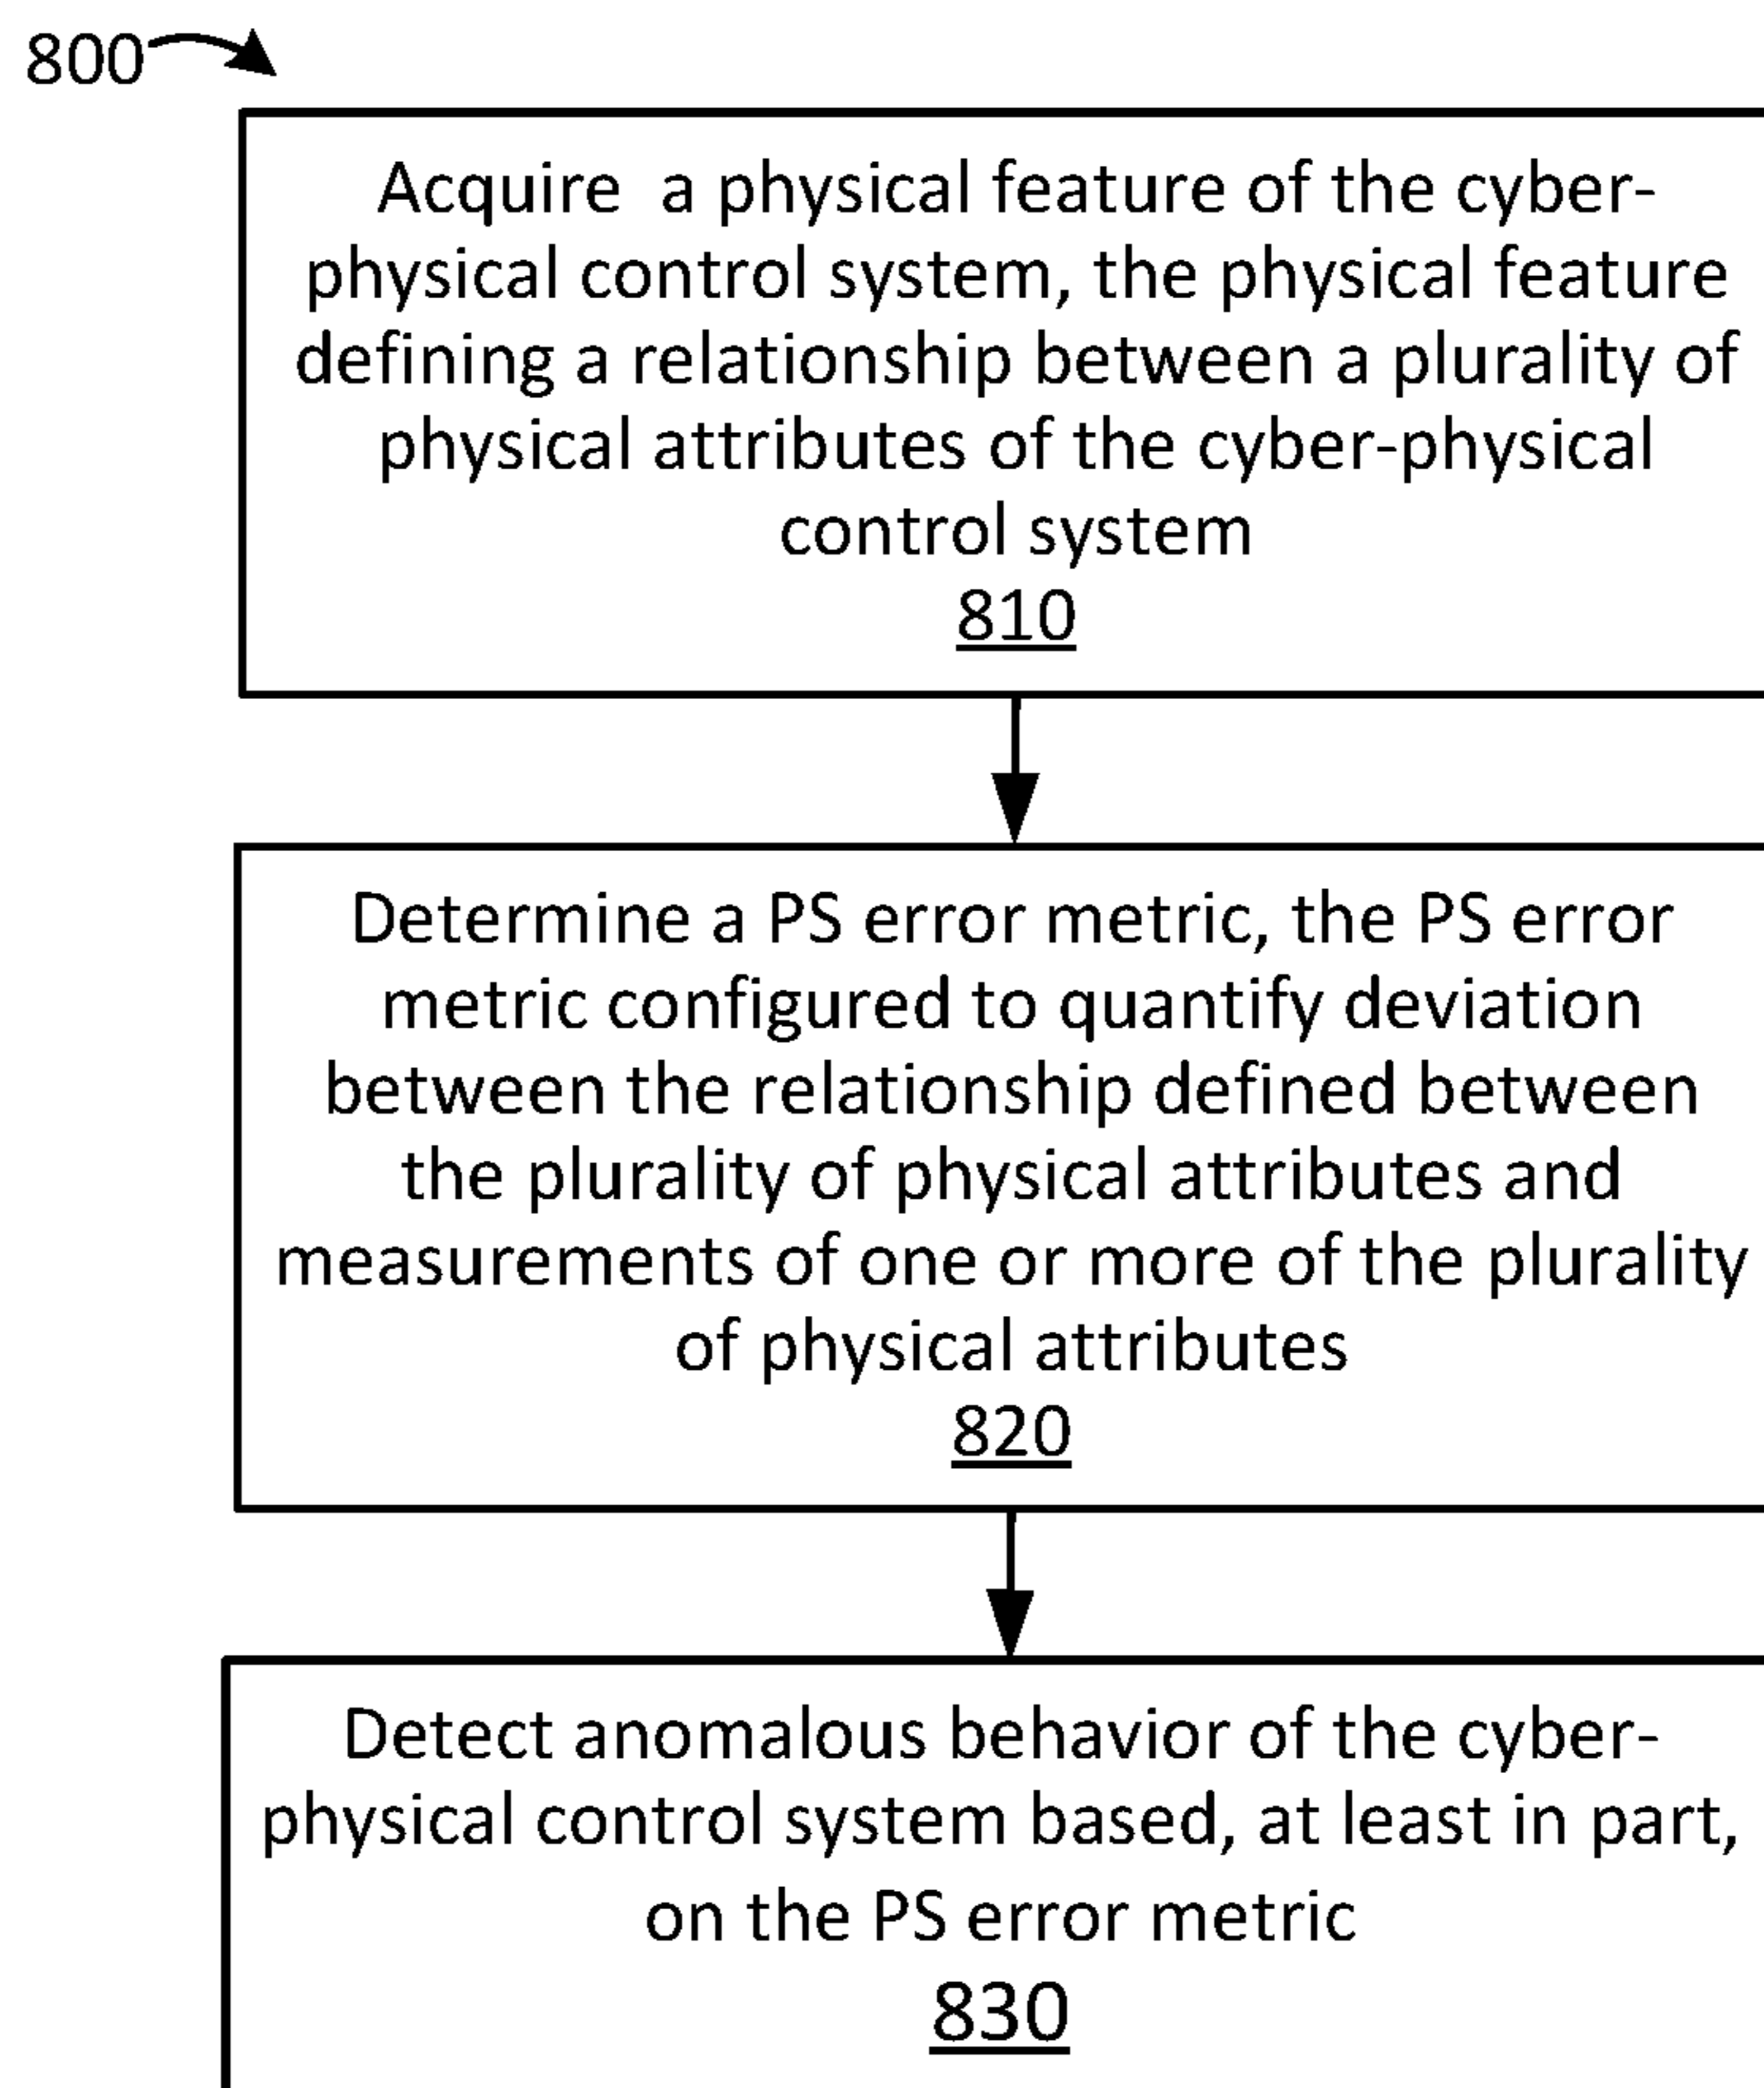 800
Acquire a physical feature of the cyber-
physical control system, the physical feature
defining a relationship between a plurality of
physical attributes of the cyber-physical
control system
810
Determine a PS error metric, the PS error
metric configured to quantify deviation
between the relationship defined between
the plurality of physical attributes and
measurements of one or more of the plurality
of physical attributes
820
Detect anomalous behavior of the cyber-
physical control system based, at least in part,
on the PS error metric
830